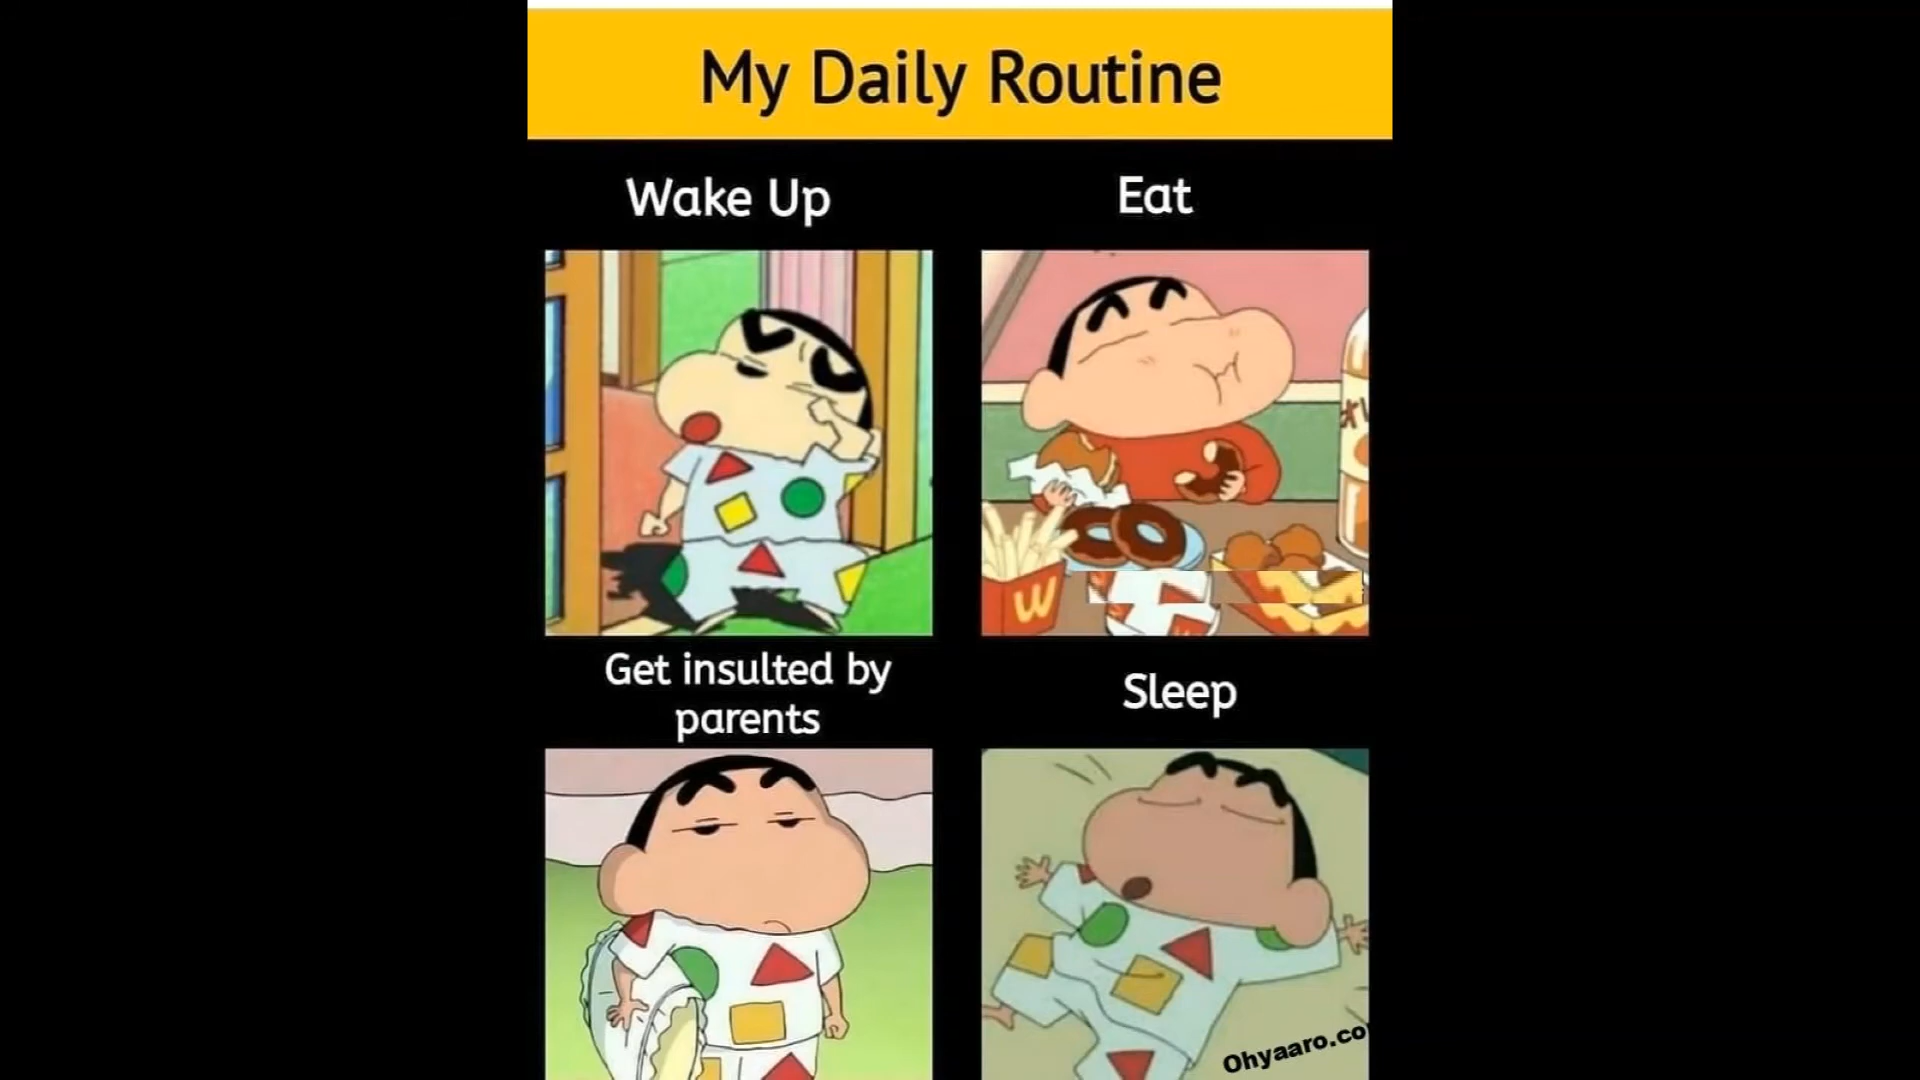 My Daily Routine
Wake Up
Eat
Get insulted by
parents
Sleep
W
Ohyaaro.co